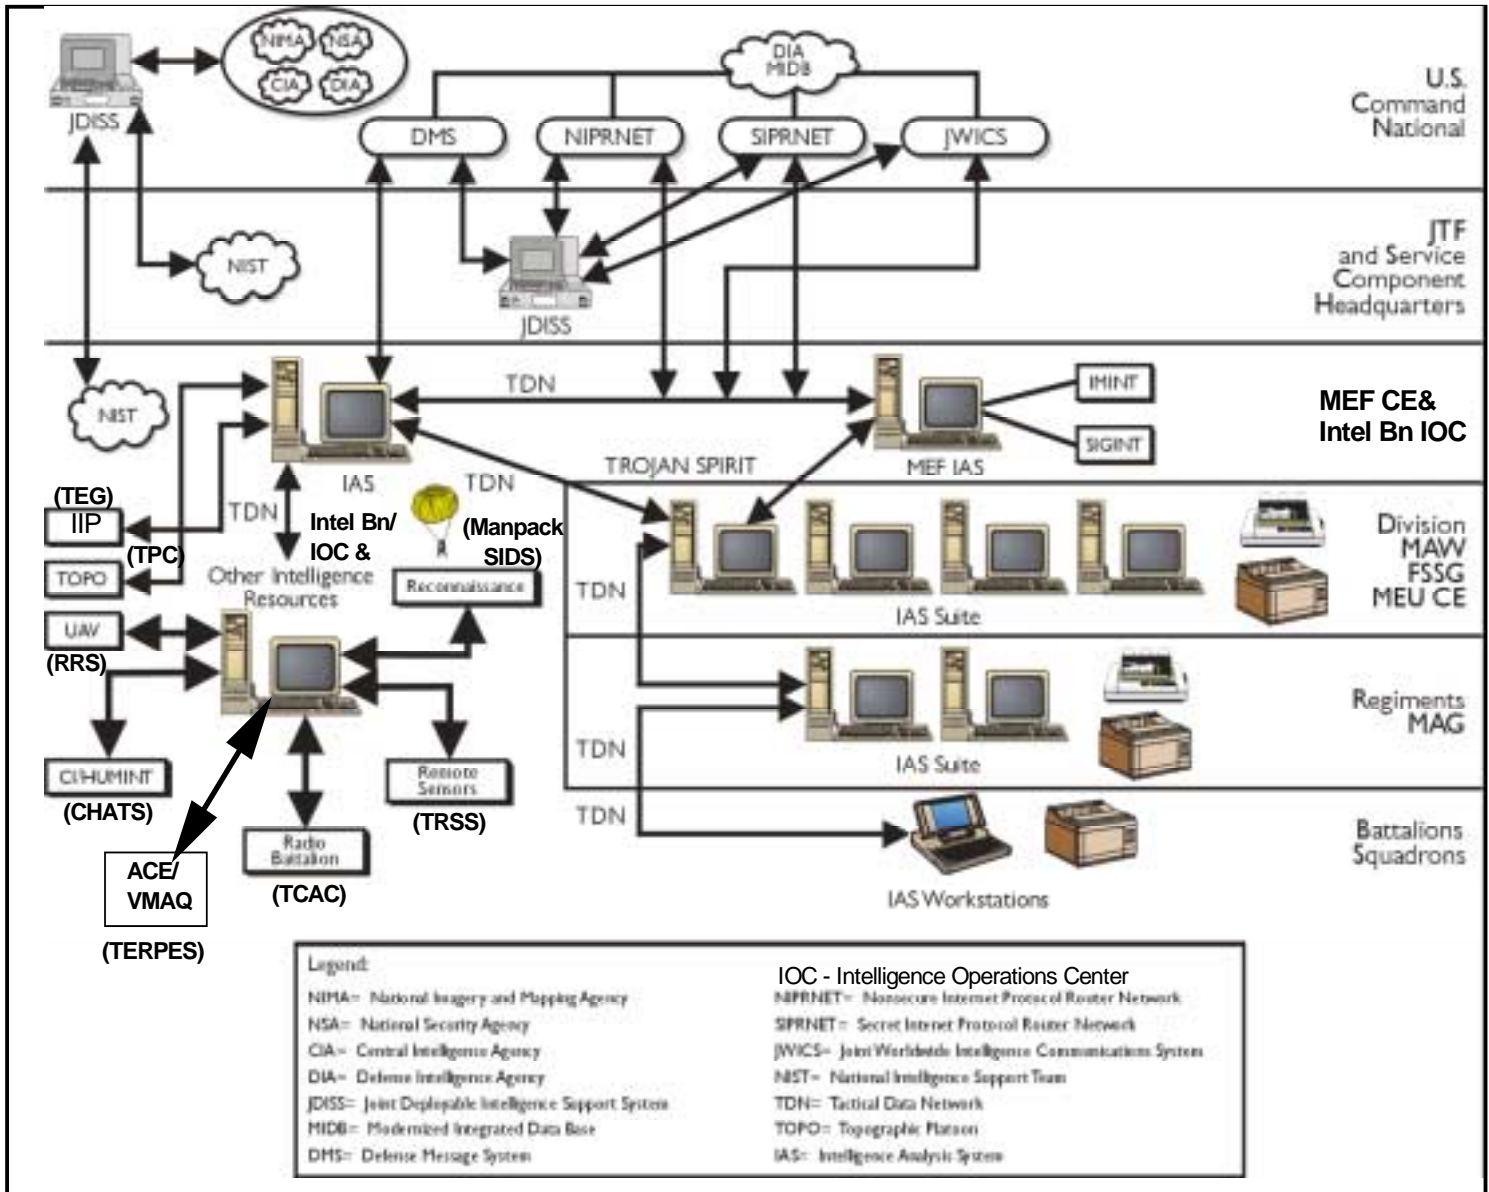 NIMA
NSA
CIA
DIA
JDISS
DIA
MIDB
DMS
NIPRNET
SIPRNET
JWICS
U.S.
Command
National
NIST
JDISS
JTF
and Service
Component
Headquarters
NIST
IAS
TDN
MEF IAS
IMINT
SIGINT
MEF CE&
Intel Bn IOC
TROJAN SPIRIT
TDN
(TEG)
IIP
(TPC)
TOPO
TDN
Intel Bn/
IOC &
Other Intelligence
Resources
(Manpack
SIDS)
Reconnaissance
UAV
(RRS)
TDN
IAS Suite
Division
MAW
FSSG
MEU CE
TDN
IAS Suite
Regiments
MAG
CI/HUMINT
(CHATS)
Remote
Sensors
(TRSS)
Radio
Battalion
(TCAC)
ACE/
VMAQ
(TERPES)
TDN
IAS Workstations
Battalions
Squadrons
Legend:
NIMA= National Imagery and Mapping Agency
NSA= National Security Agency
CIA= Central Intelligence Agency
DIA= Defense Intelligence Agency
JDISS= Joint Deployable Intelligence Support System
MIDB= Modernized Integrated Data Base
DMS= Defense Message System
IOC - Intelligence Operations Center
NIPRNET= Nonsecure Internet Protocol Router Network
SIPRNET= Secret Internet Protocol Router Network
JWICS= Joint Worldwide Intelligence Communications System
NIST= National Intelligence Support Team
TDN= Tactical Data Network
TOPO= Topographic Platoon
IAS= Intelligence Analysis System